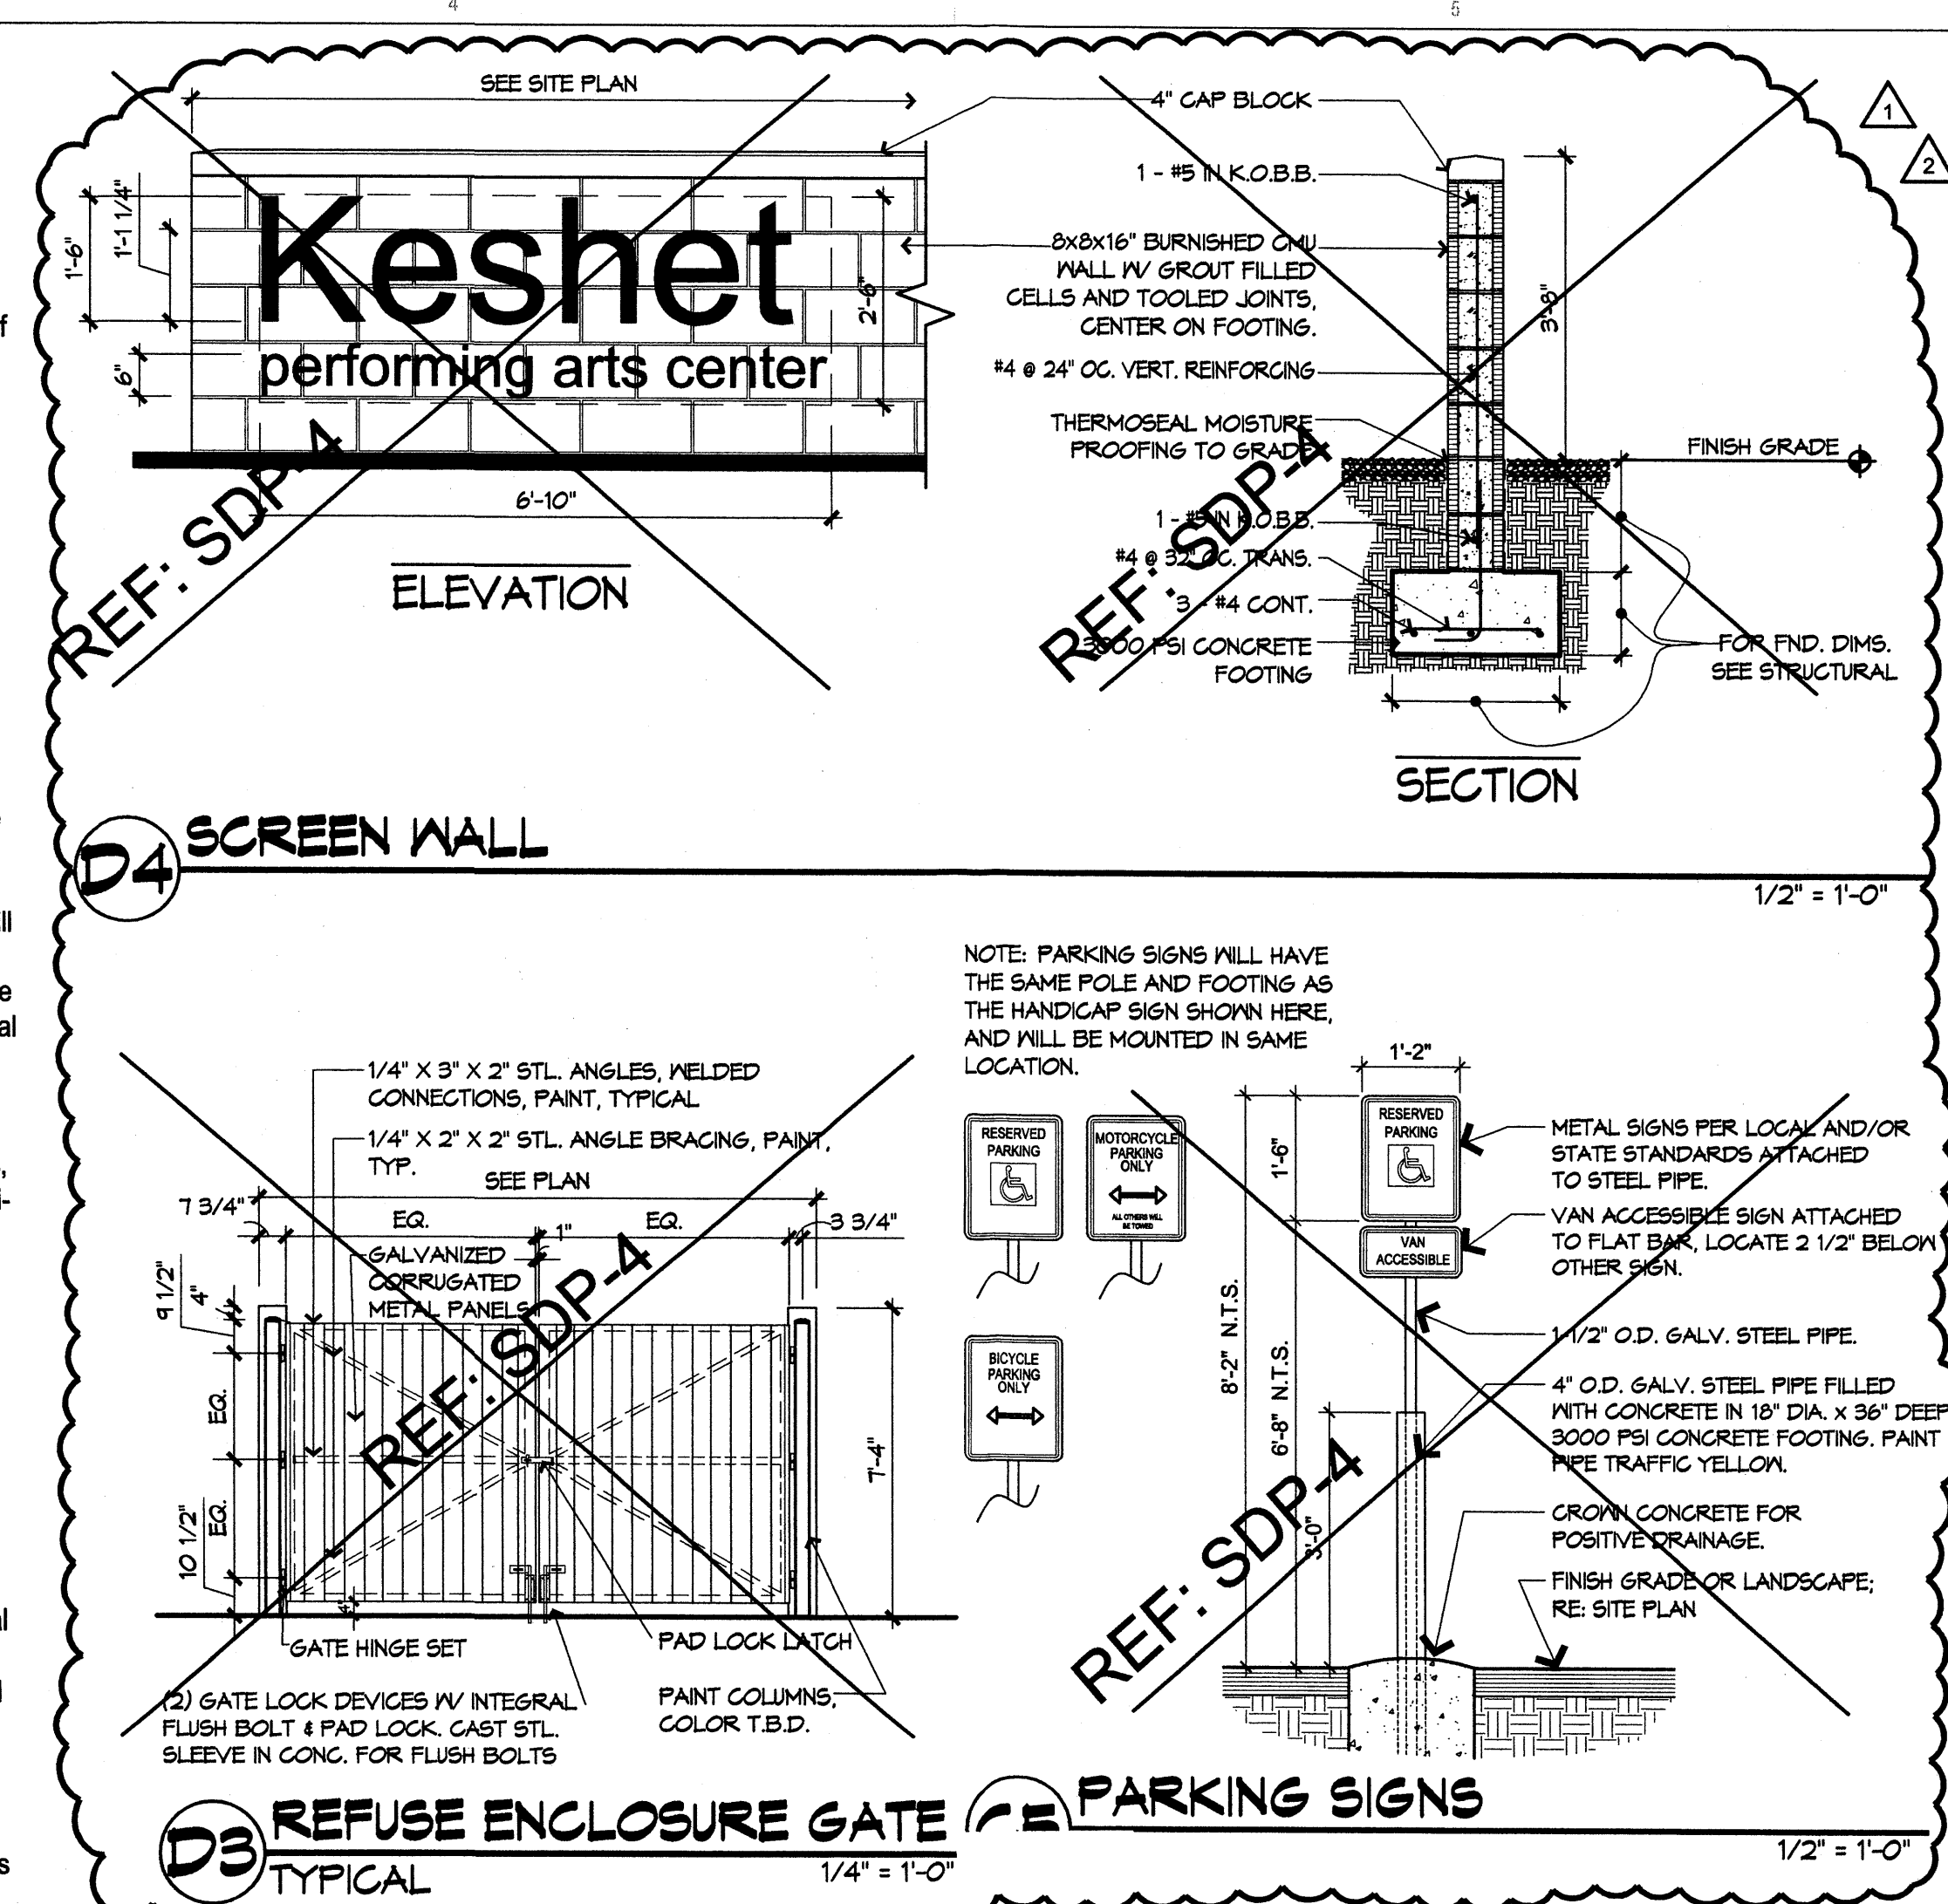 4
5
SEE SITE PLAN
4" CAP BLOCK
1
2
1 - #5 IN K.O.B.B.
1'-6"
1'-1 1/4"
6"
Keshet
performing arts center
2'-6"
8x8x16" BURNISHED CMU
WALL W/ GROUT FILLED
CELLS AND TOOLED JOINTS,
CENTER ON FOOTING.
3'-8"
#4 @ 24" OC. VERT. REINFORCING
THERMOSEAL MOISTURE
PROOFING TO GRADE
FINISH GRADE
6'-10"
REF: SDP-4
ELEVATION
1 - #5 IN K.O.B.B.
#4 @ 32" OC. TRANS.
3 - #4 CONT.
3000 PSI CONCRETE
FOOTING
REF: SDP-4
FOR FND. DIMS.
SEE STRUCTURAL
SECTION
D4
SCREEN WALL
1/2" = 1'-0"
1/4" X 3" X 2" STL. ANGLES, WELDED
CONNECTIONS, PAINT, TYPICAL
1/4" X 2" X 2" STL. ANGLE BRACING, PAINT,
TYP.
SEE PLAN
7 3/4"
EQ.
1"
EQ.
3 3/4"
GALVANIZED
CORRUGATED
METAL PANELS
9 1/2"
4"
EQ.
EQ.
10 1/2"
4"
7'-4"
REF: SDP-4
GATE HINGE SET
PAD LOCK LATCH
(2) GATE LOCK DEVICES W/ INTEGRAL
FLUSH BOLT & PAD LOCK. CAST STL.
SLEEVE IN CONC. FOR FLUSH BOLTS
PAINT COLUMNS,
COLOR T.B.D.
D3
REFUSE ENCLOSURE GATE
TYPICAL
1/4" = 1'-0"
NOTE: PARKING SIGNS WILL HAVE
THE SAME POLE AND FOOTING AS
THE HANDICAP SIGN SHOWN HERE,
AND WILL BE MOUNTED IN SAME
LOCATION.
RESERVED
PARKING
MOTORCYCLE
PARKING
ONLY
ALL OTHERS WILL
BE TOWED
BICYCLE
PARKING
ONLY
1'-2"
RESERVED
PARKING
VAN
ACCESSIBLE
1'-6"
8'-2" N.T.S.
6'-8" N.T.S.
3'-0"
REF: SDP-4
METAL SIGNS PER LOCAL AND/OR
STATE STANDARDS ATTACHED
TO STEEL PIPE.
VAN ACCESSIBLE SIGN ATTACHED
TO FLAT BAR, LOCATE 2 1/2" BELOW
OTHER SIGN.
1-1/2" O.D. GALV. STEEL PIPE.
4" O.D. GALV. STEEL PIPE FILLED
WITH CONCRETE IN 18" DIA. x 36" DEEP
3000 PSI CONCRETE FOOTING. PAINT
PIPE TRAFFIC YELLOW.
CROWN CONCRETE FOR
POSITIVE DRAINAGE.
FINISH GRADE OR LANDSCAPE;
RE: SITE PLAN
PARKING SIGNS
1/2" = 1'-0"